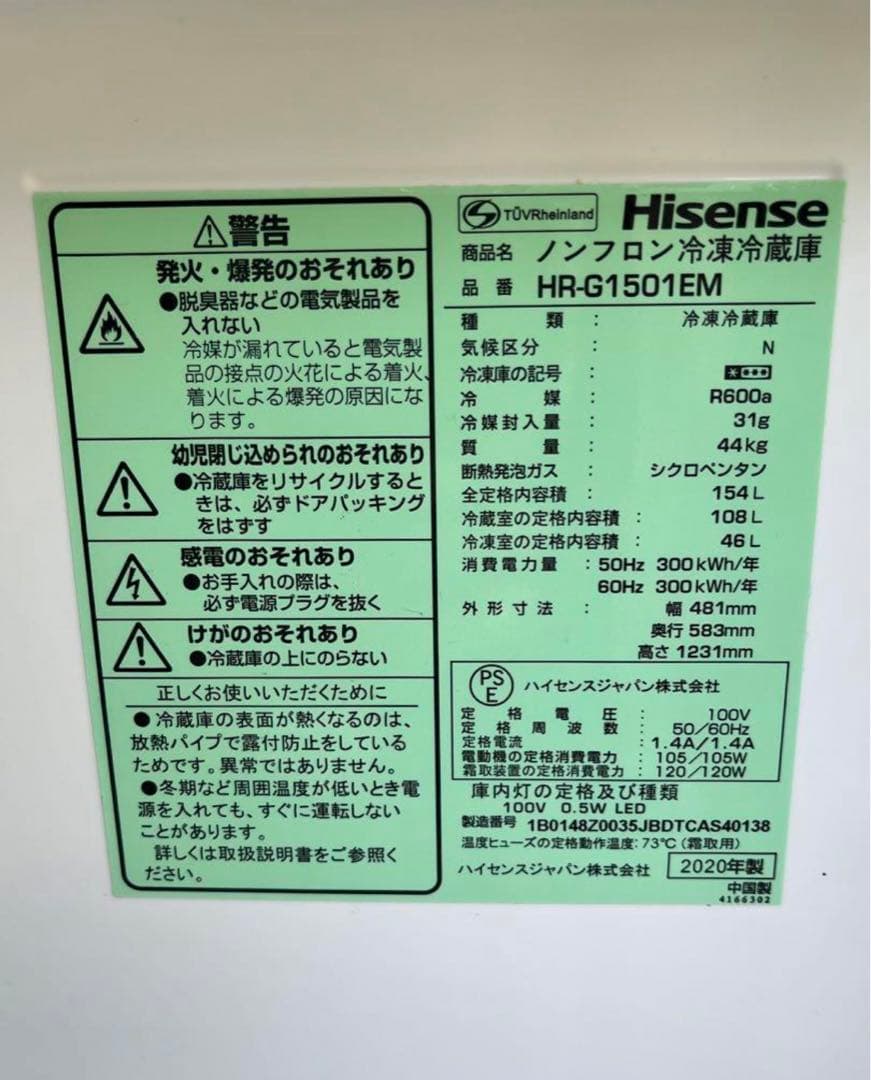 警告
発火・爆発のおそれあり
●脱臭器などの電気製品を
入れない
冷媒が漏れていると電気製
品の接点の火花による着火、
着火による爆発の原因にな
ります。
幼児閉じ込められのおそれあり
●冷蔵庫をリサイクルすると
きは、必ずドアパッキング
をはずす
感電のおそれあり
●お手入れの際は、
必ず電源プラグを抜く
けがのおそれあり
●冷蔵庫の上にのらない
正しくお使いいただくために
●冷蔵庫の表面が熱くなるのは、
放熱パイプで露付防止をしている
ためです。異常ではありません。
●冬期など周囲温度が低いとき電
源を入れても、すぐに運転しない
ことがあります。
詳しくは取扱説明書をご参照く
ださい。
TÜVRheinland Hisense
商品名 ノンフロン冷凍冷蔵庫
品番 HR-G1501EM
種類 : 冷凍冷蔵庫
気候区分 : N
冷凍庫の記号 :
冷媒 : R600a
冷媒封入量 : 31g
質量 : 44kg
断熱発泡ガス : シクロペンタン
全定格内容積 : 154L
冷蔵室の定格内容積 : 108L
冷凍室の定格内容積 : 46L
消費電力量 : 50Hz 300kWh/年
60Hz 300kWh/年
外形寸法 : 幅 481mm
奥行 583mm
高さ 1231mm
PSE ハイセンスジャパン株式会社
定格電圧 : 100V
定格周波数 : 50/60Hz
定格電流 : 1.4A/1.4A
電動機の定格消費電力 : 105/105W
霜取装置の定格消費電力 : 120/120W
庫内灯の定格及び種類
100V 0.5W LED
製造番号 1B0148Z0035JBDTCAS40138
温度ヒューズの定格動作温度:73℃(霜取用)
ハイセンスジャパン株式会社 2020年製
中国製
4166302